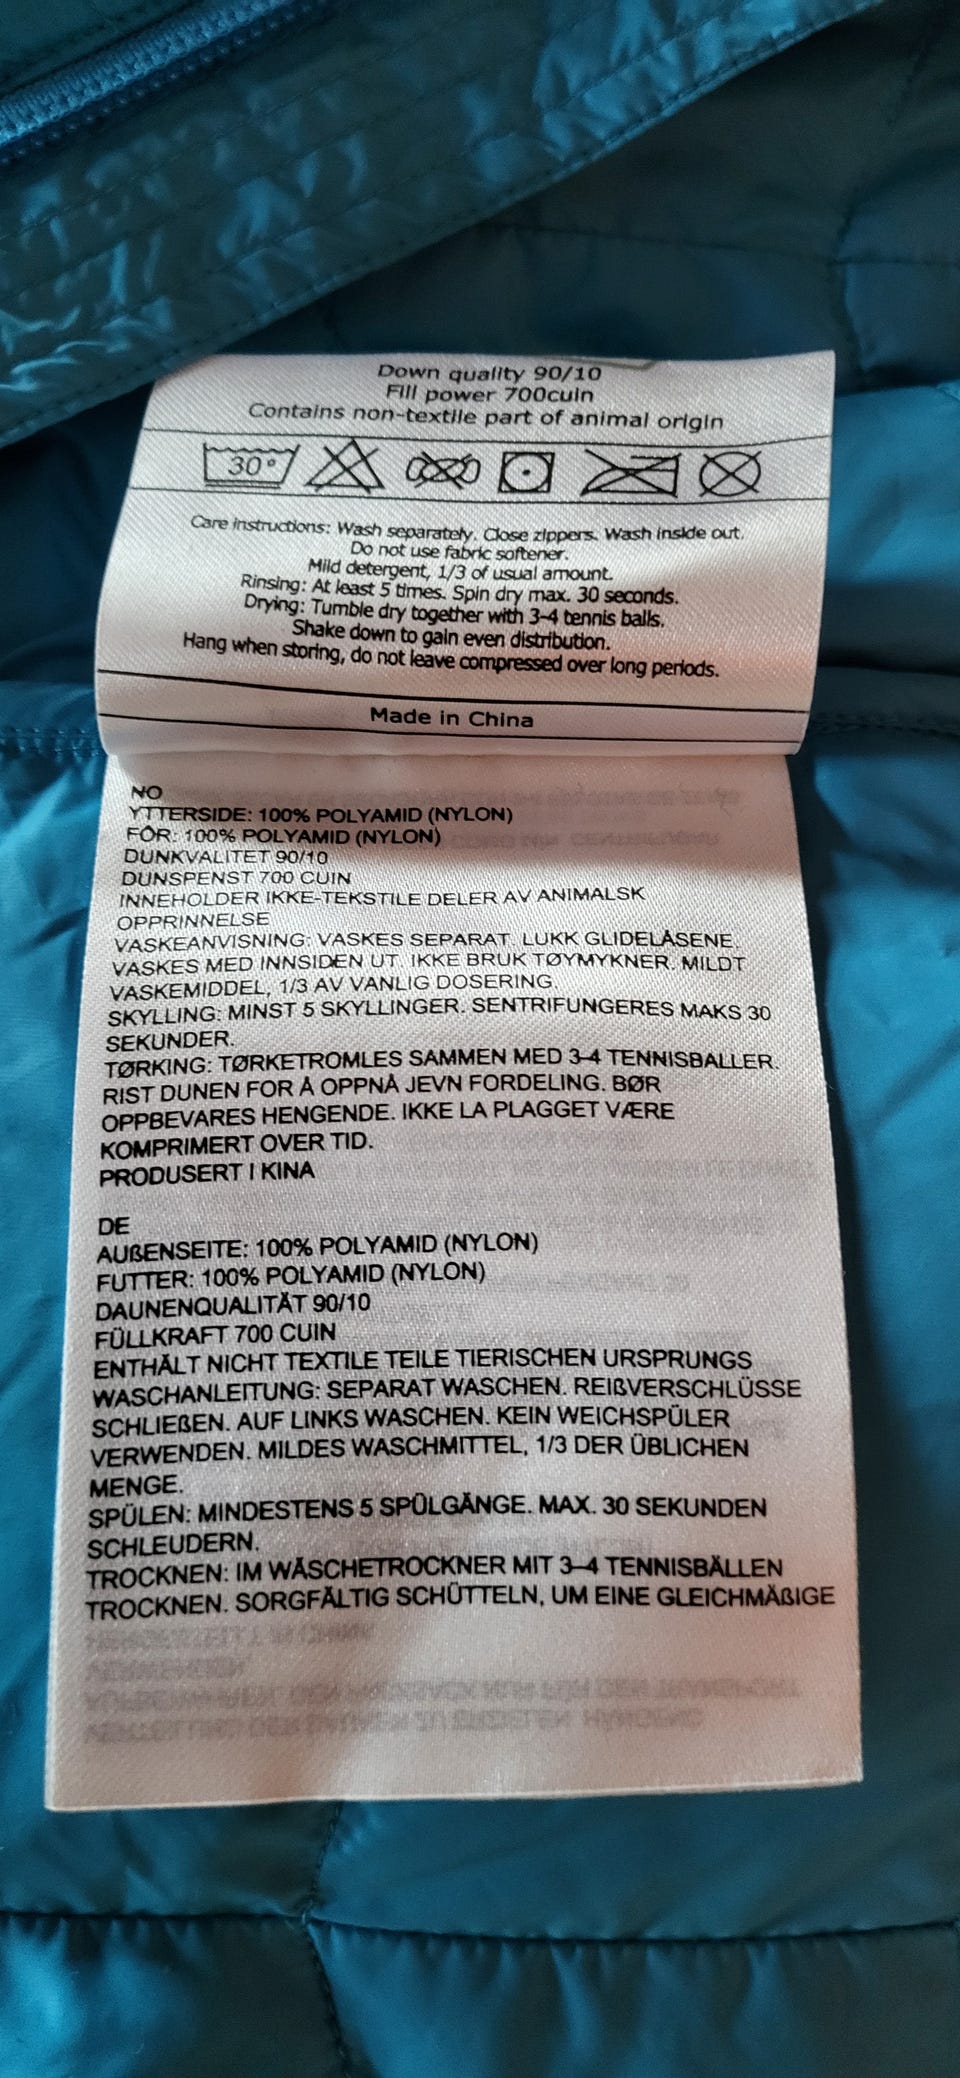 Down quality 90/10
Fill power 700cuin
Contains non-textile part of animal origin
30°
Care instructions: Wash separately. Close zippers. Wash inside out.
Do not use fabric softener.
Mild detergent, 1/3 of usual amount.
Rinsing: At least 5 times. Spin dry max. 30 seconds.
Drying: Tumble dry together with 3-4 tennis balls.
Shake down to gain even distribution.
Hang when storing, do not leave compressed over long periods.
Made in China
NO
YTTERSIDE: 100% POLYAMID (NYLON)
FÔR: 100% POLYAMID (NYLON)
DUNKVALITET 90/10
DUNSPENST 700 CUIN
INNEHOLDER IKKE-TEKSTILE DELER AV ANIMALSK
OPPRINNELSE
VASKEANVISNING: VASKES SEPARAT. LUKK GLIDELÅSENE.
VASKES MED INNSIDEN UT. IKKE BRUK TØYMYKNER. MILDT
VASKEMIDDEL, 1/3 AV VANLIG DOSERING.
SKYLLING: MINST 5 SKYLLINGER. SENTRIFUNGERES MAKS 30
SEKUNDER.
TØRKING: TØRKETROMLES SAMMEN MED 3-4 TENNISBALLER.
RIST DUNEN FOR Å OPPNÅ JEVN FORDELING. BØR
OPPBEVARES HENGENDE. IKKE LA PLAGGET VÆRE
KOMPRIMERT OVER TID.
PRODUSERT I KINA
DE
AUßENSEITE: 100% POLYAMID (NYLON)
FUTTER: 100% POLYAMID (NYLON)
DAUNENQUALITÄT 90/10
FÜLLKRAFT 700 CUIN
ENTHÄLT NICHT TEXTILE TEILE TIERISCHEN URSPRUNGS
WASCHANLEITUNG: SEPARAT WASCHEN. REIßVERSCHLÜSSE
SCHLIEßEN. AUF LINKS WASCHEN. KEIN WEICHSPÜLER
VERWENDEN. MILDES WASCHMITTEL, 1/3 DER ÜBLICHEN
MENGE.
SPÜLEN: MINDESTENS 5 SPÜLGÄNGE. MAX. 30 SEKUNDEN
SCHLEUDERN.
TROCKNEN: IM WÄSCHETROCKNER MIT 3-4 TENNISBÄLLEN
TROCKNEN. SORGFÄLTIG SCHÜTTELN, UM EINE GLEICHMÄßIGE